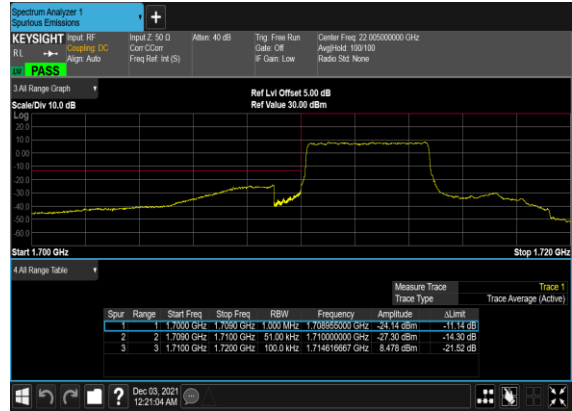 Spectrum Analyzer 1
Spurious Emissions
+
KEYSIGHT Input: RF Input Z: 50 Ω Atten: 40 dB Trig: Free Run Center Freq: 22.005000000 GHz
RL Coupling: DC Corr CCorr Gate: Off Avg|Hold: 100/100
Align: Auto Freq Ref: Int (S) IF Gain: Low Radio Std: None
LW PASS
3 All Range Graph
Ref Lvl Offset 5.00 dB
Scale/Div 10.0 dB Ref Value 30.00 dBm
Log
20.0
10.0
0.00
-10.0
-20.0
-30.0
-40.0
-50.0
-60.0
Start 1.700 GHz Stop 1.720 GHz
4 All Range Table
Measure Trace Trace 1
Trace Type Trace Average (Active)
Spur Range Start Freq Stop Freq RBW Frequency Amplitude ΔLimit
1 1 1.7000 GHz 1.7090 GHz 1.000 MHz 1.708955000 GHz -24.14 dBm -11.14 dB
2 2 1.7090 GHz 1.7100 GHz 51.00 kHz 1.710000000 GHz -27.30 dBm -14.30 dB
3 3 1.7100 GHz 1.7200 GHz 100.0 kHz 1.714616667 GHz 8.478 dBm -21.52 dB
? Dec 03, 2021
12:21:04 AM